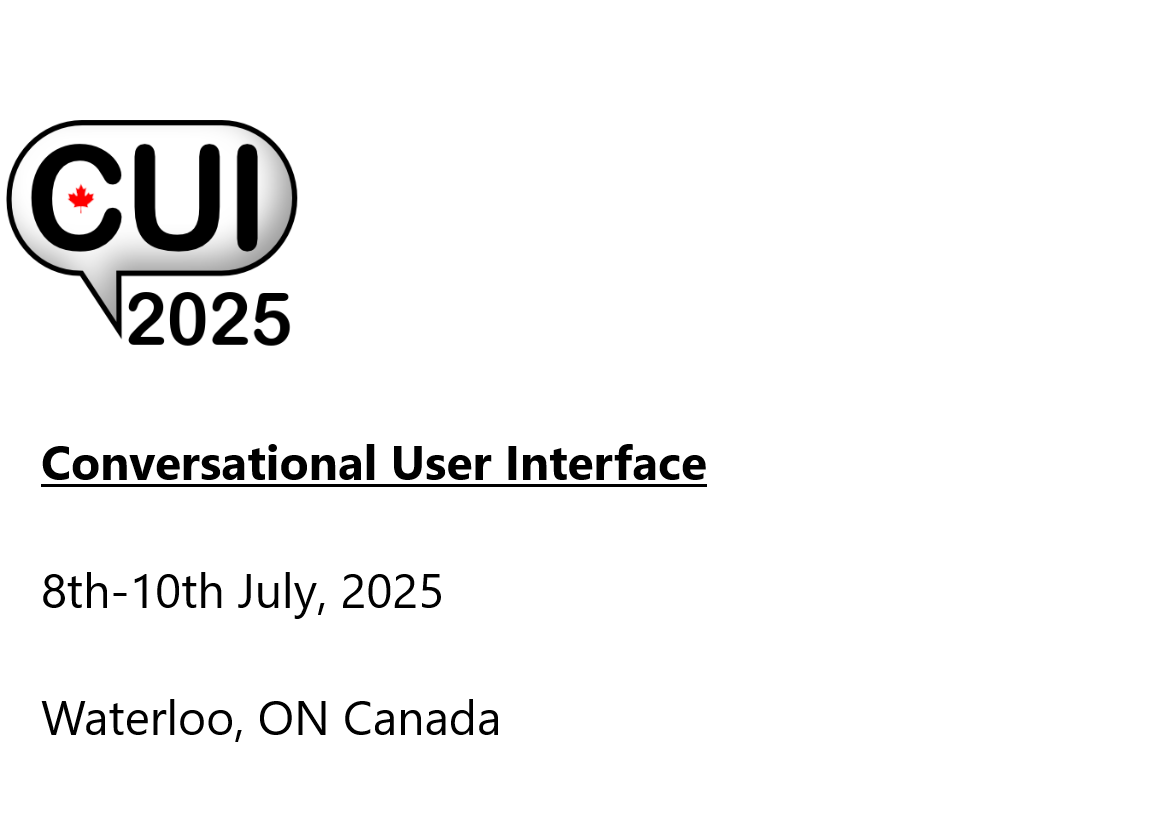 CUI
2025
Conversational User Interface
8th-10th July, 2025
Waterloo, ON Canada